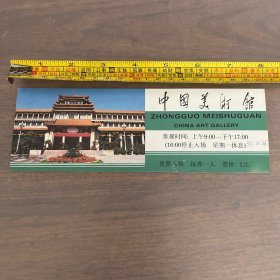 中国美术馆
ZHONGGUO MEISHUGUAN
CHINA ART GALLERY
参观时间:上午9:00—下午17:00
(16:00停止入场 星期一休息)
凭票入场 每券一人 票价:2元